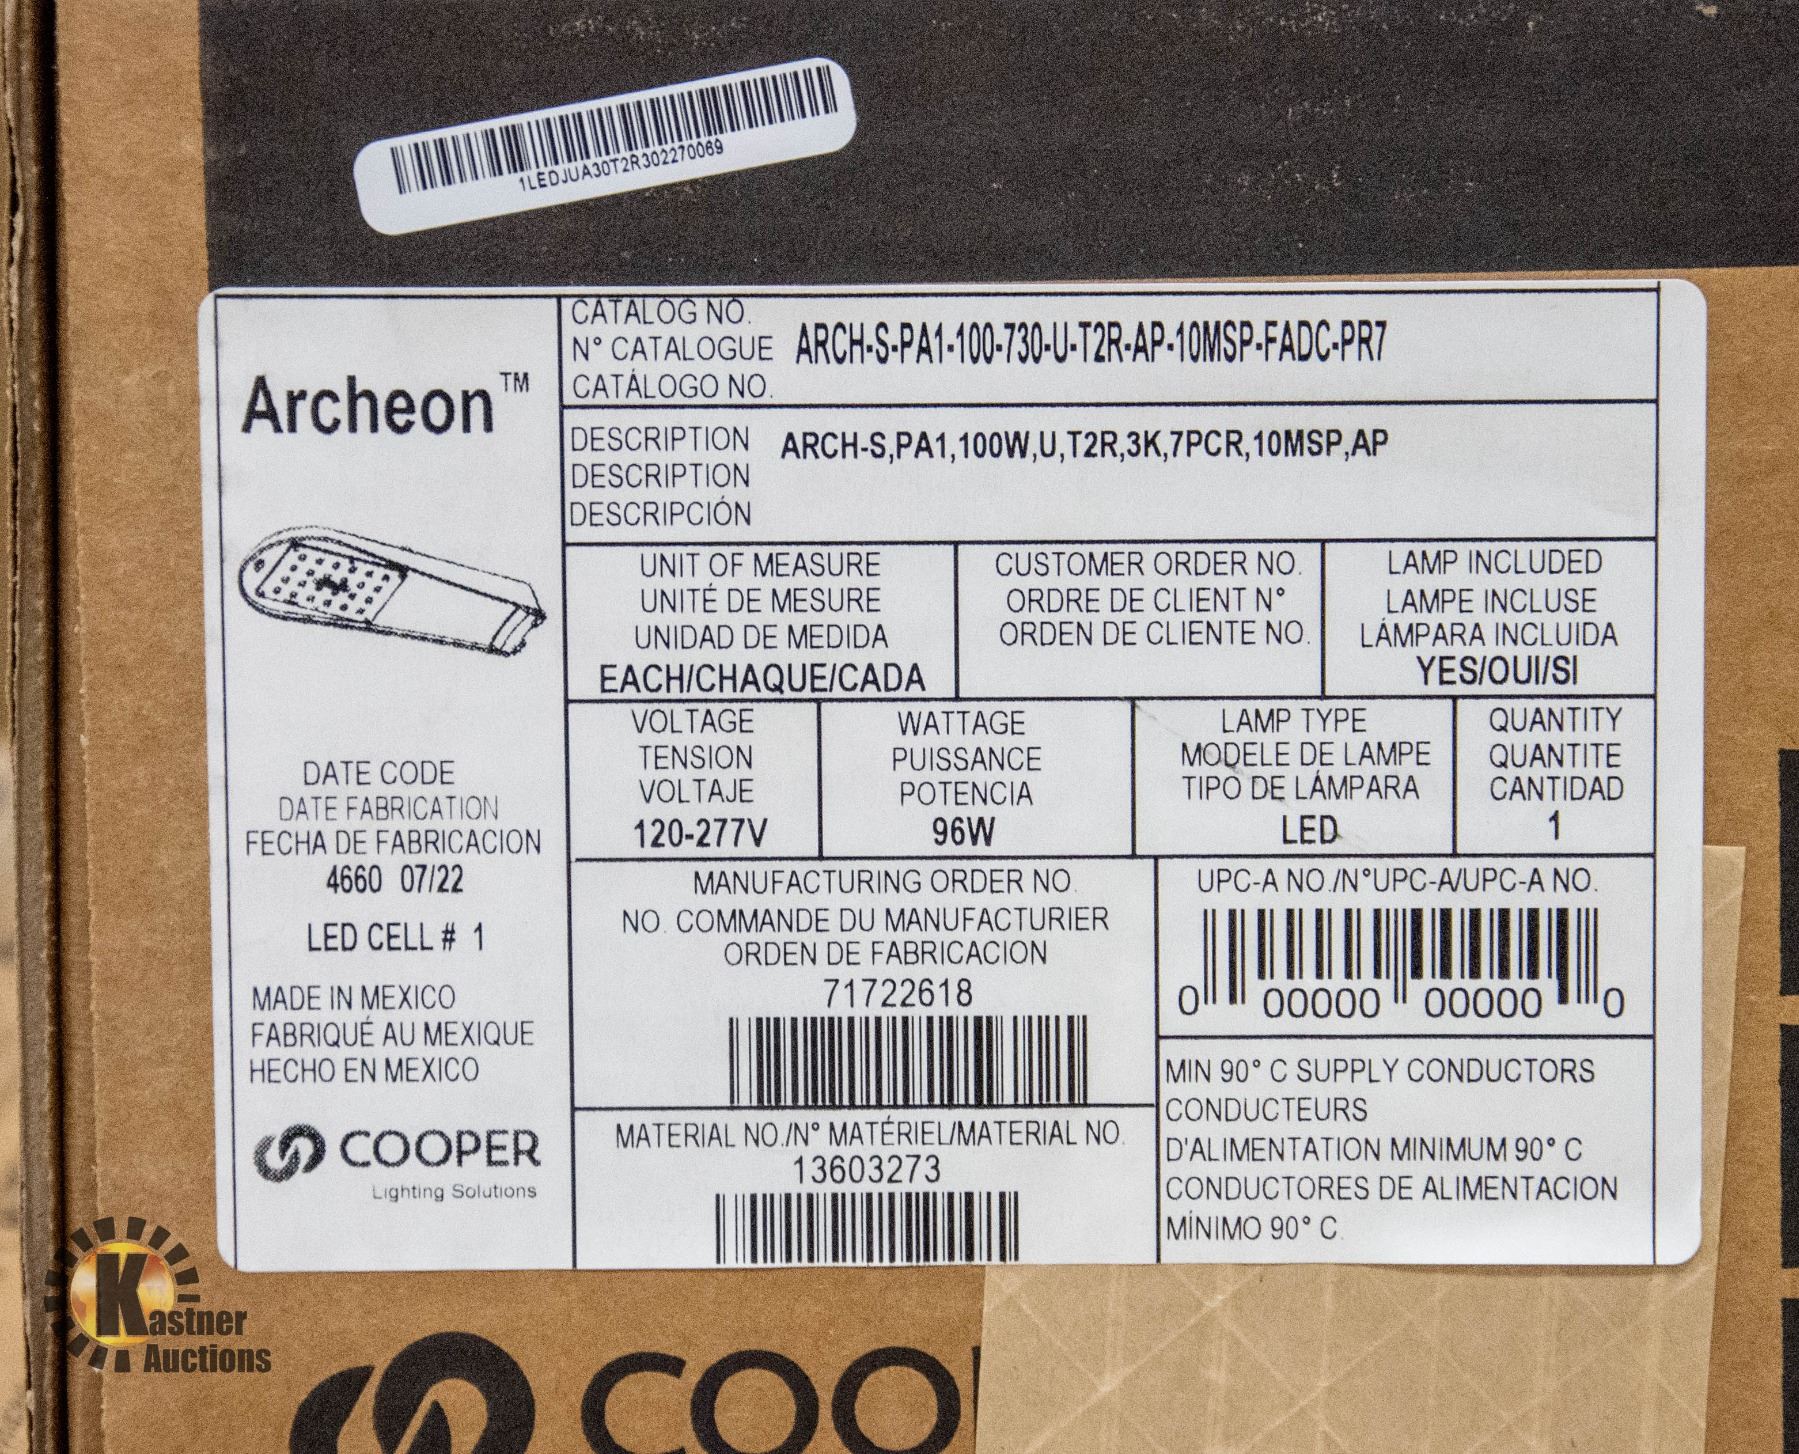 1LEDJUA30T2R302270069
Archeon™
CATALOG NO.
N° CATALOGUE
CATÁLOGO NO.
ARCH-S-PA1-100-730-U-T2R-AP-10MSP-FADC-PR7
DESCRIPTION
DESCRIPTION
DESCRIPCIÓN
ARCH-S,PA1,100W,U,T2R,3K,7PCR,10MSP,AP
UNIT OF MEASURE
UNITÉ DE MESURE
UNIDAD DE MEDIDA
EACH/CHAQUE/CADA
CUSTOMER ORDER NO.
ORDRE DE CLIENT N°
ORDEN DE CLIENTE NO.
LAMP INCLUDED
LAMPE INCLUSE
LÁMPARA INCLUIDA
YES/OUI/SI
VOLTAGE
TENSION
VOLTAJE
120-277V
WATTAGE
PUISSANCE
POTENCIA
96W
LAMP TYPE
MODELE DE LAMPE
TIPO DE LÁMPARA
LED
QUANTITY
QUANTITE
CANTIDAD
1
DATE CODE
DATE FABRICATION
FECHA DE FABRICACION
4660 07/22
LED CELL # 1
MADE IN MEXICO
FABRIQUÉ AU MEXIQUE
HECHO EN MEXICO
COOPER
Lighting Solutions
MANUFACTURING ORDER NO.
NO. COMMANDE DU MANUFACTURIER
ORDEN DE FABRICACION
71722618
MATERIAL NO./N° MATÉRIEL/MATERIAL NO.
13603273
UPC-A NO./N°UPC-A/UPC-A NO.
0 00000 00000 0
MIN 90° C SUPPLY CONDUCTORS
CONDUCTEURS
D'ALIMENTATION MINIMUM 90° C
CONDUCTORES DE ALIMENTACION
MÍNIMO 90° C.
Kastner
Auctions
COO